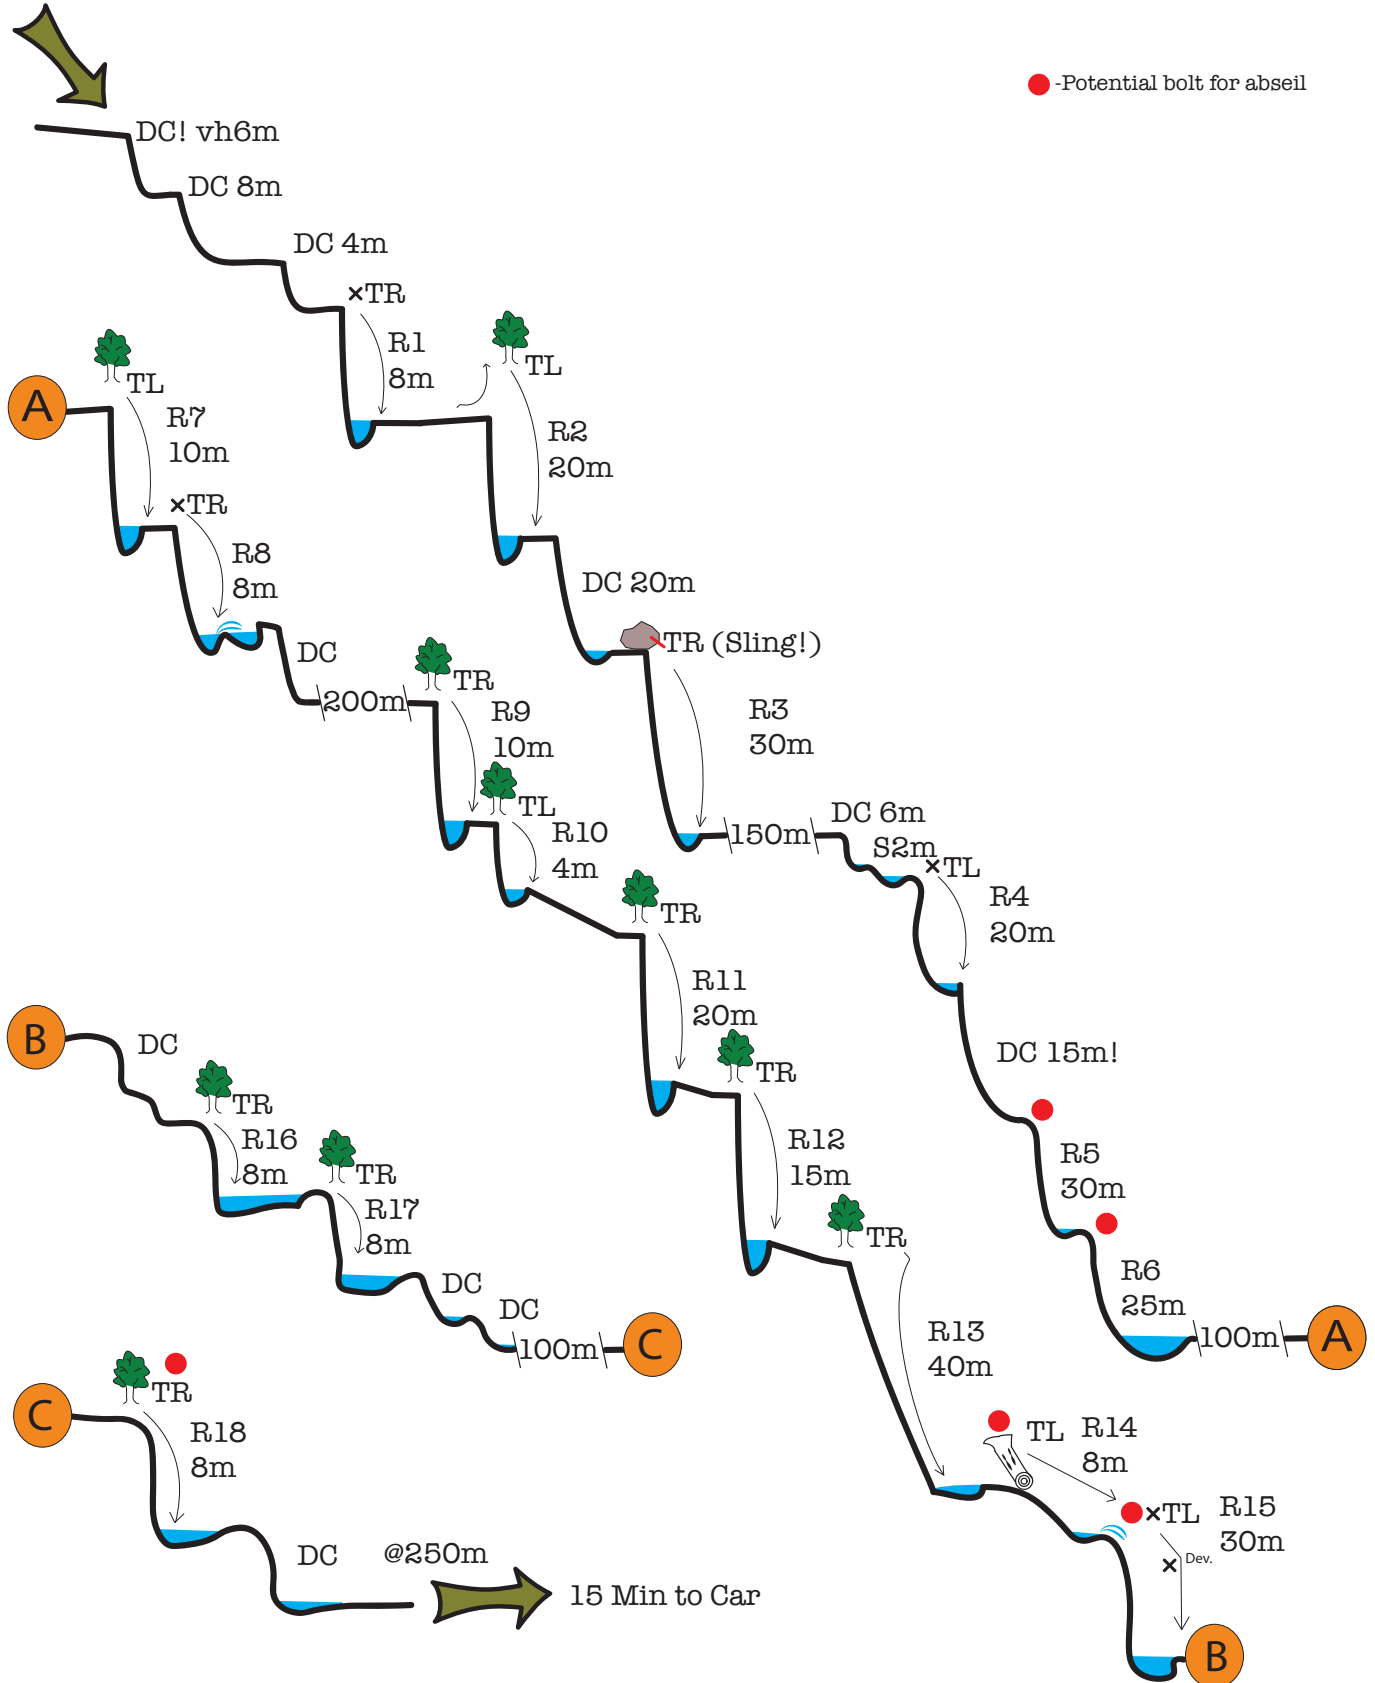 -Potential bolt for abseil
DC! vh6m
DC 8m
DC 4m
TR
R1
8m
TL
R2
20m
DC 20m
TR (Sling!)
R3
30m
150m
DC 6m
S2m
TL
R4
20m
DC 15m!
R5
30m
R6
25m
100m
A
A
TL
R7
10m
TR
R8
8m
DC
200m
TR
R9
10m
TL
R10
4m
TR
R11
20m
TR
R12
15m
TR
R13
40m
TL
R14
8m
TL
R15
30m
Dev.
B
B
DC
TR
R16
8m
TR
R17
8m
DC
DC
100m
C
C
TR
R18
8m
DC
@250m
15 Min to Car